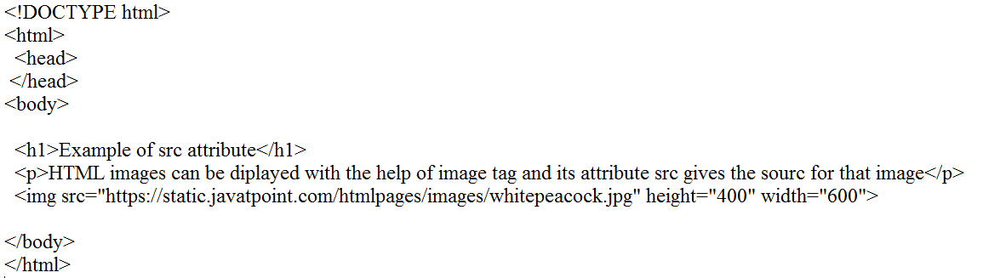 <!DOCTYPE html>
<html>
<head>
</head>
<body>
<h1>Example of src attribute</h1>
<p>HTML images can be diplayed with the help of image tag and its attribute src gives the sourc for that image</p>
<img src="https://static.javatpoint.com/htmlpages/images/whitepeacock.jpg" height="400" width="600">
</body>
</html>